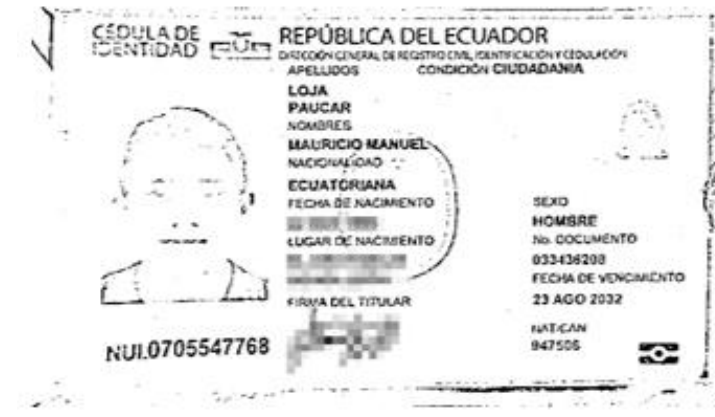 CÉDULA DE IDENTIDAD
REPÚBLICA DEL ECUADOR
DIRECCIÓN GENERAL DE REGISTRO CIVIL, IDENTIFICACIÓN Y CEDULACIÓN
APELLIDOS
CONDICIÓN CIUDADANÍA
LOJA
PAUCAR
NOMBRES
MAURICIO MANUEL
NACIONALIDAD
ECUATORIANA
FECHA DE NACIMIENTO
LUGAR DE NACIMIENTO
FIRMA DEL TITULAR
SEXO
HOMBRE
No. DOCUMENTO
033436208
FECHA DE VENCIMIENTO
23 AGO 2032
NAT/CAN
947506
NUI.0705547768